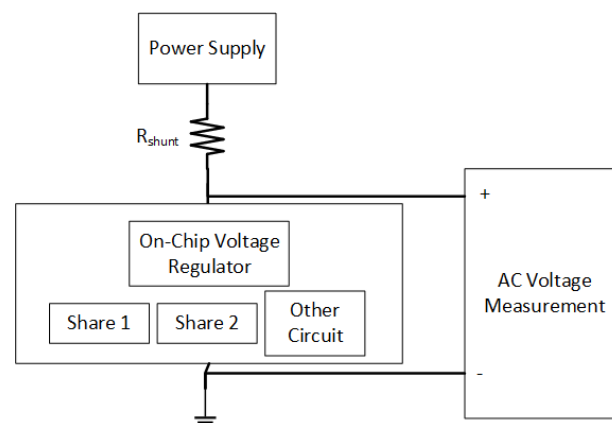 Power Supply
Rshunt
+
On-Chip Voltage
Regulator
AC Voltage
Measurement
Share 1
Share 2
Other
Circuit
-